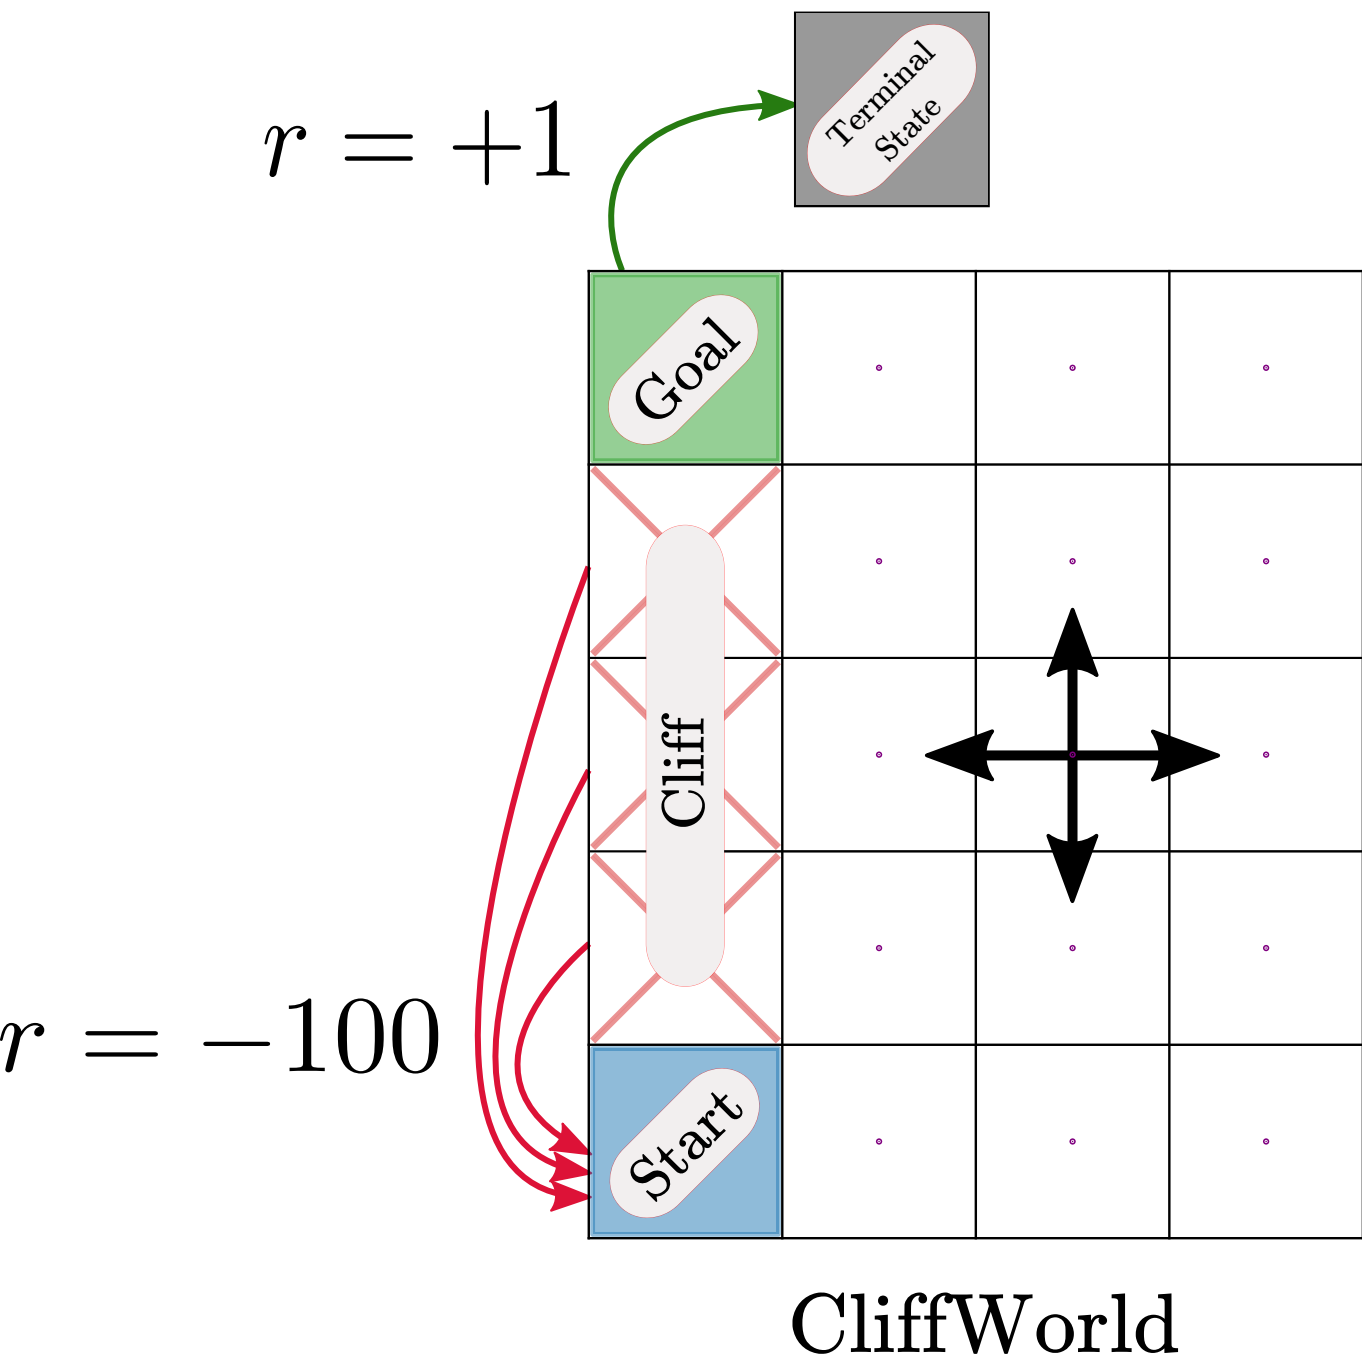 r = +1
Terminal
State
Goal
Cliff
r = −100
Start
CliffWorld